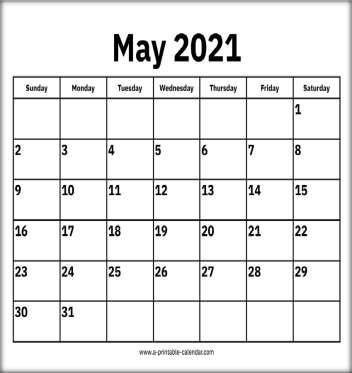 May 2021
Sunday Monday Tuesday Wednesday Thursday Friday Saturday
1
2 3 4 5 6 7 8
9 10 11 12 13 14 15
16 17 18 19 20 21 22
23 24 25 26 27 28 29
30 31
www.a-printable-calendar.com